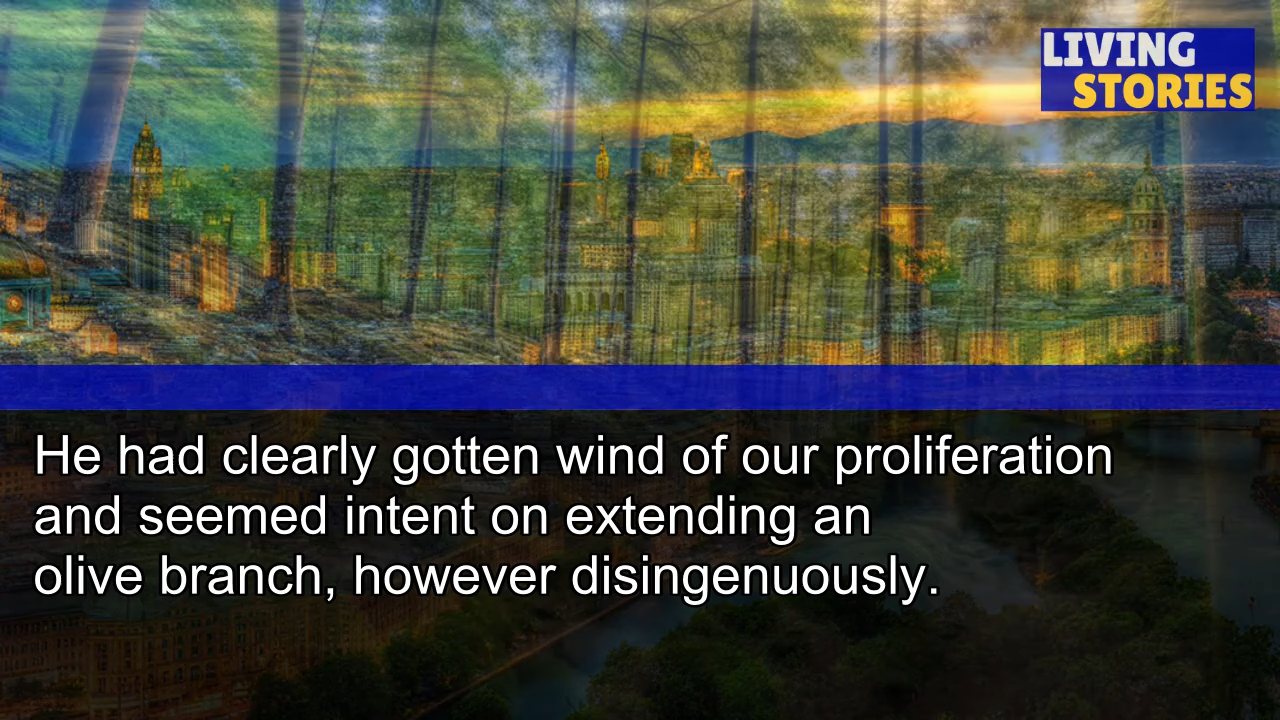 LIVING
STORIES
He had clearly gotten wind of our proliferation
and seemed intent on extending an
olive branch, however disingenuously.